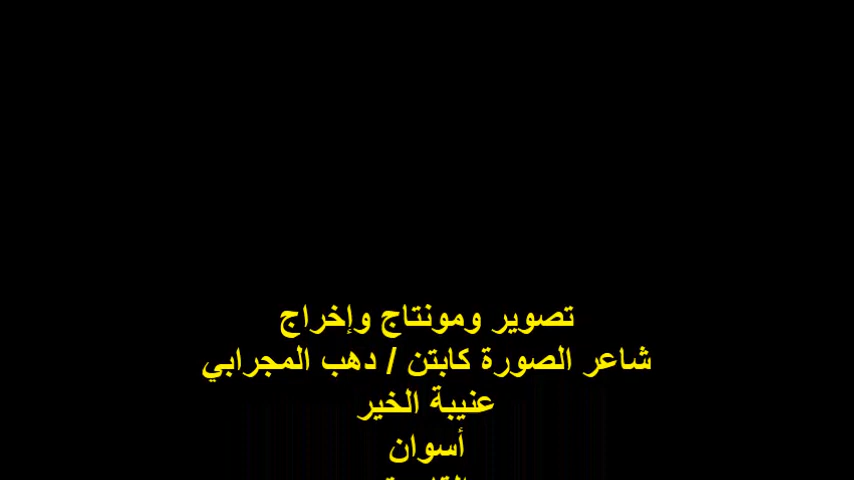 تصوير ومونتاج وإخراج
شاعر الصورة كابتن / دهب المجرابي
عنيبة الخير
أسوان